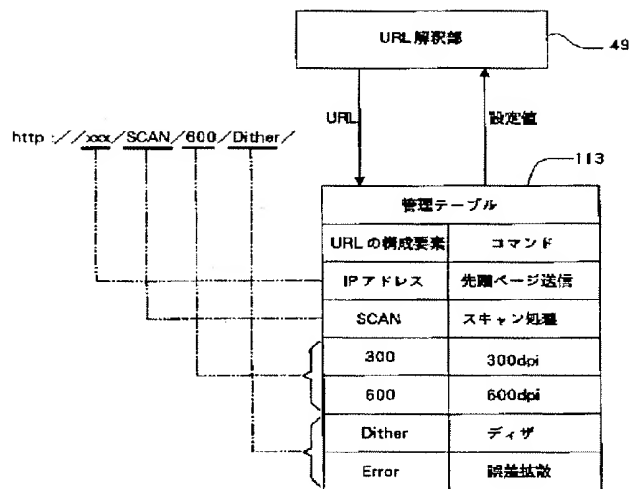 URL 解釈部
49
URL
設定値
http://xxx/SCAN/600/Dither/
113
管理テーブル
URLの構成要素 コマンド
IPアドレス 先頭ページ送信
SCAN スキャン処理
300 300dpi
600 600dpi
Dither ディザ
Error 誤差拡散